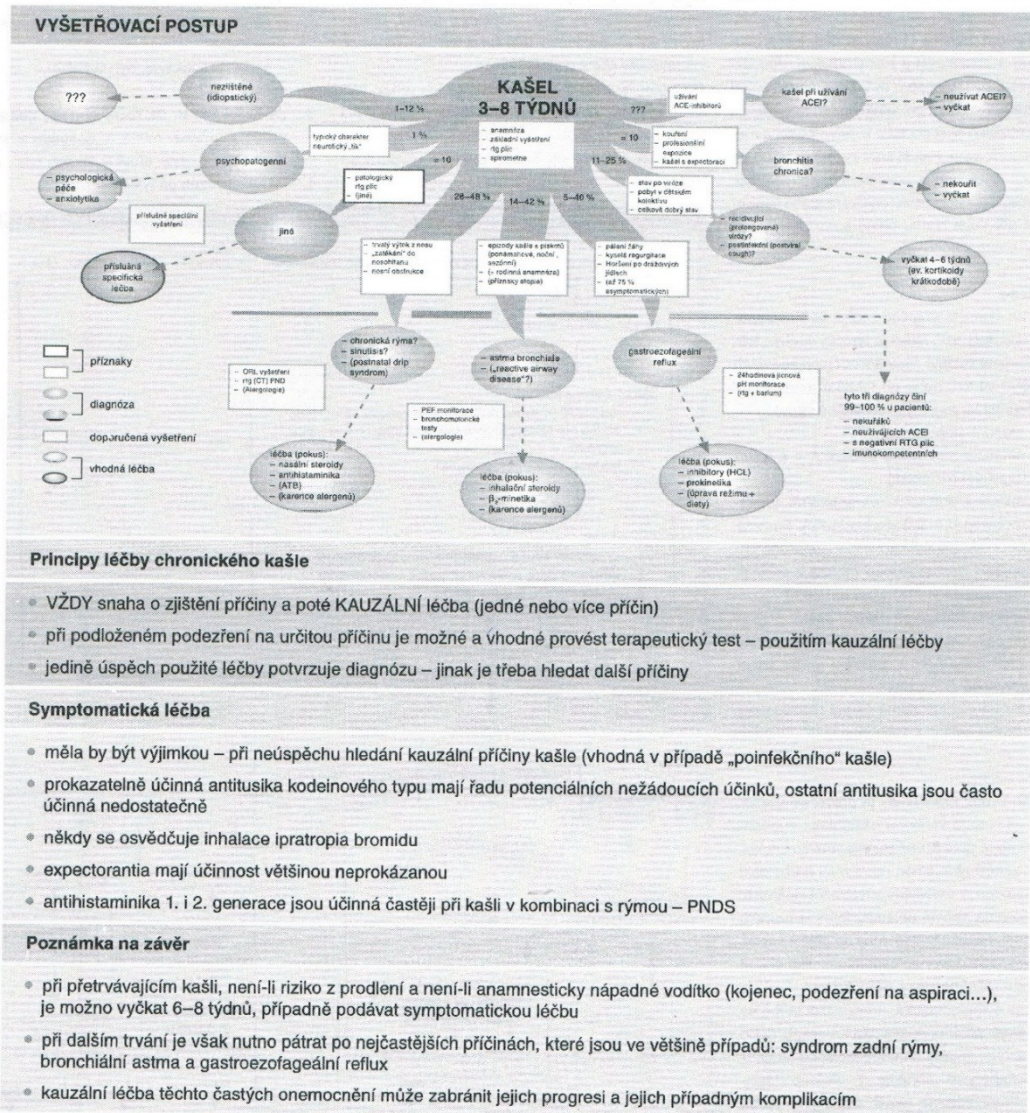 VYŠETŘOVACÍ POSTUP
KAŠEL
3–8 TÝDNŮ
– anamnéza
– základní vyšetření
– rtg plic
– spirometrie
???
nezjištěné
(idiopatický)
1–12 %
???
užívání
ACE-inhibitorů
kašel při užívání
ACEI?
– neužívat ACEI?
– vyčkat
– psychologická
péče
– anxiolytika
psychopatogenní
typický charakter
neurotický „tik“
1 %
= 10
– kouření
– profesionální
expozice
– kašel s expectorací
bronchitis
chronica?
– nekouřit
– vyčkat
příslušná
specifická
léčba
příslušné speciální
vyšetření
jiné
– patologický
rtg plic
– (jiné)
= 10
11–25 %
– stav po viróze
– pobyt v dětském
kolektivu
– celkově dobrý stav
– recidivující
(prolongované)
virózy?
– postinfekční (postviral
cough)?
vyčkat 4–6 týdnů
(ev. kortikoidy
krátkodobě)
28–48 %
– trvalý výtok z nosu
– „zatékání“ do
nosohltanu
– nosní obstrukce
14–42 %
– epizody kašle s pískmů
(ponámahové, noční,
sezónní)
– (+ rodinná anamnéza)
– (příznaky atopie)
5–40 %
– pálení žáhy
– kyselá regurgitace
– Horšení po dráždivých
jídlech
– (až 75 %
asymptomatických)
– chronická rýma?
– sinutisis?
– (postnatal drip
syndrom)
– astma bronchiale
– („reactive airway
disease“?)
gastroezofageální
reflux
– ORL vyšetření
– rtg (CT) PND
– (Alergologie)
– PEF monitorace
– bronchomotorické
testy
– (alergologie)
– 24hodinová jícnová
pH monitorace
– (rtg + barium)
léčba (pokus):
– nasální steroidy
– antihistaminika
– (ATB)
– (karence alergenů)
léčba (pokus):
– inhalační steroidy
– β₂-mimetika
– (karence alergenů)
léčba (pokus):
– inhibitory (HCL)
– prokinetika
– (úprava režimu +
diety)
tyto tři diagnózy činí
99–100 % u pacientů:
– nekuřáků
– neužívajících ACEI
– s negativní RTG plic
– imunokompetentních
příznaky
diagnóza
doporučená vyšetření
vhodná léčba
Principy léčby chronického kašle
• VŽDY snaha o zjištění příčiny a poté KAUZÁLNÍ léčba (jedné nebo více příčin)
• při podloženém podezření na určitou příčinu je možné a vhodné provést terapeutický test – použitím kauzální léčby
• jedině úspěch použité léčby potvrzuje diagnózu – jinak je třeba hledat další příčiny
Symptomatická léčba
• měla by být výjimkou – při neúspěchu hledání kauzální příčiny kašle (vhodná v případě „poinfekčního“ kašle)
• prokazatelně účinná antitusika kodeinového typu mají řadu potenciálních nežádoucích účinků, ostatní antitusika jsou často
účinná nedostatečně
• někdy se osvědčuje inhalace ipratropia bromidu
• expectorantia mají účinnost většinou neprokázanou
• antihistaminika 1. i 2. generace jsou účinná častěji při kašli v kombinaci s rýmou – PNDS
Poznámka na závěr
• při přetrvávajícím kašli, není-li riziko z prodlení a není-li anamnesticky nápadné vodítko (kojenec, podezření na aspiraci...),
je možno vyčkat 6–8 týdnů, případně podávat symptomatickou léčbu
• při dalším trvání je však nutno pátrat po nejčastějších příčinách, které jsou ve většině případů: syndrom zadní rýmy,
bronchiální astma a gastroezofageální reflux
• kauzální léčba těchto častých onemocnění může zabránit jejich progresi a jejich případným komplikacím